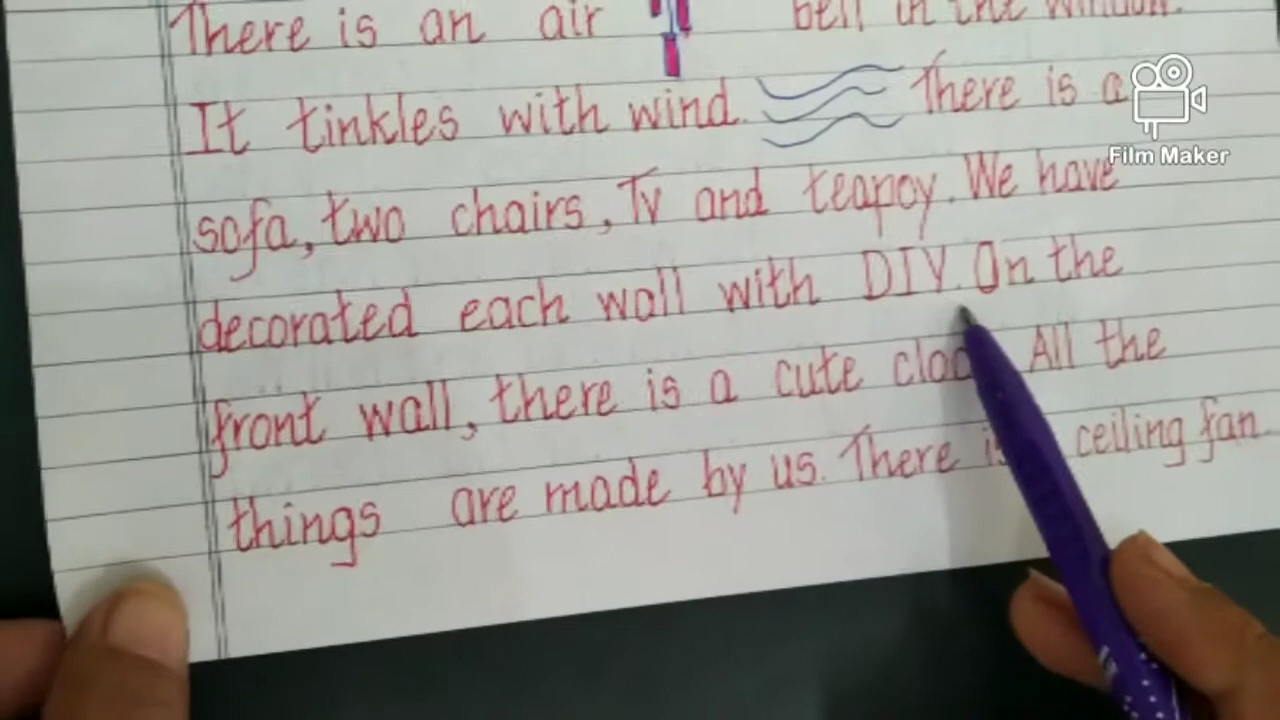 There is an air bell in the window.
It tinkles with wind. There is a
sofa, two chairs, Tv and teapoy. We have
decorated each wall with DIY. On the
front wall, there is a cute All the
things are made by us. There ceiling fan
Film Maker